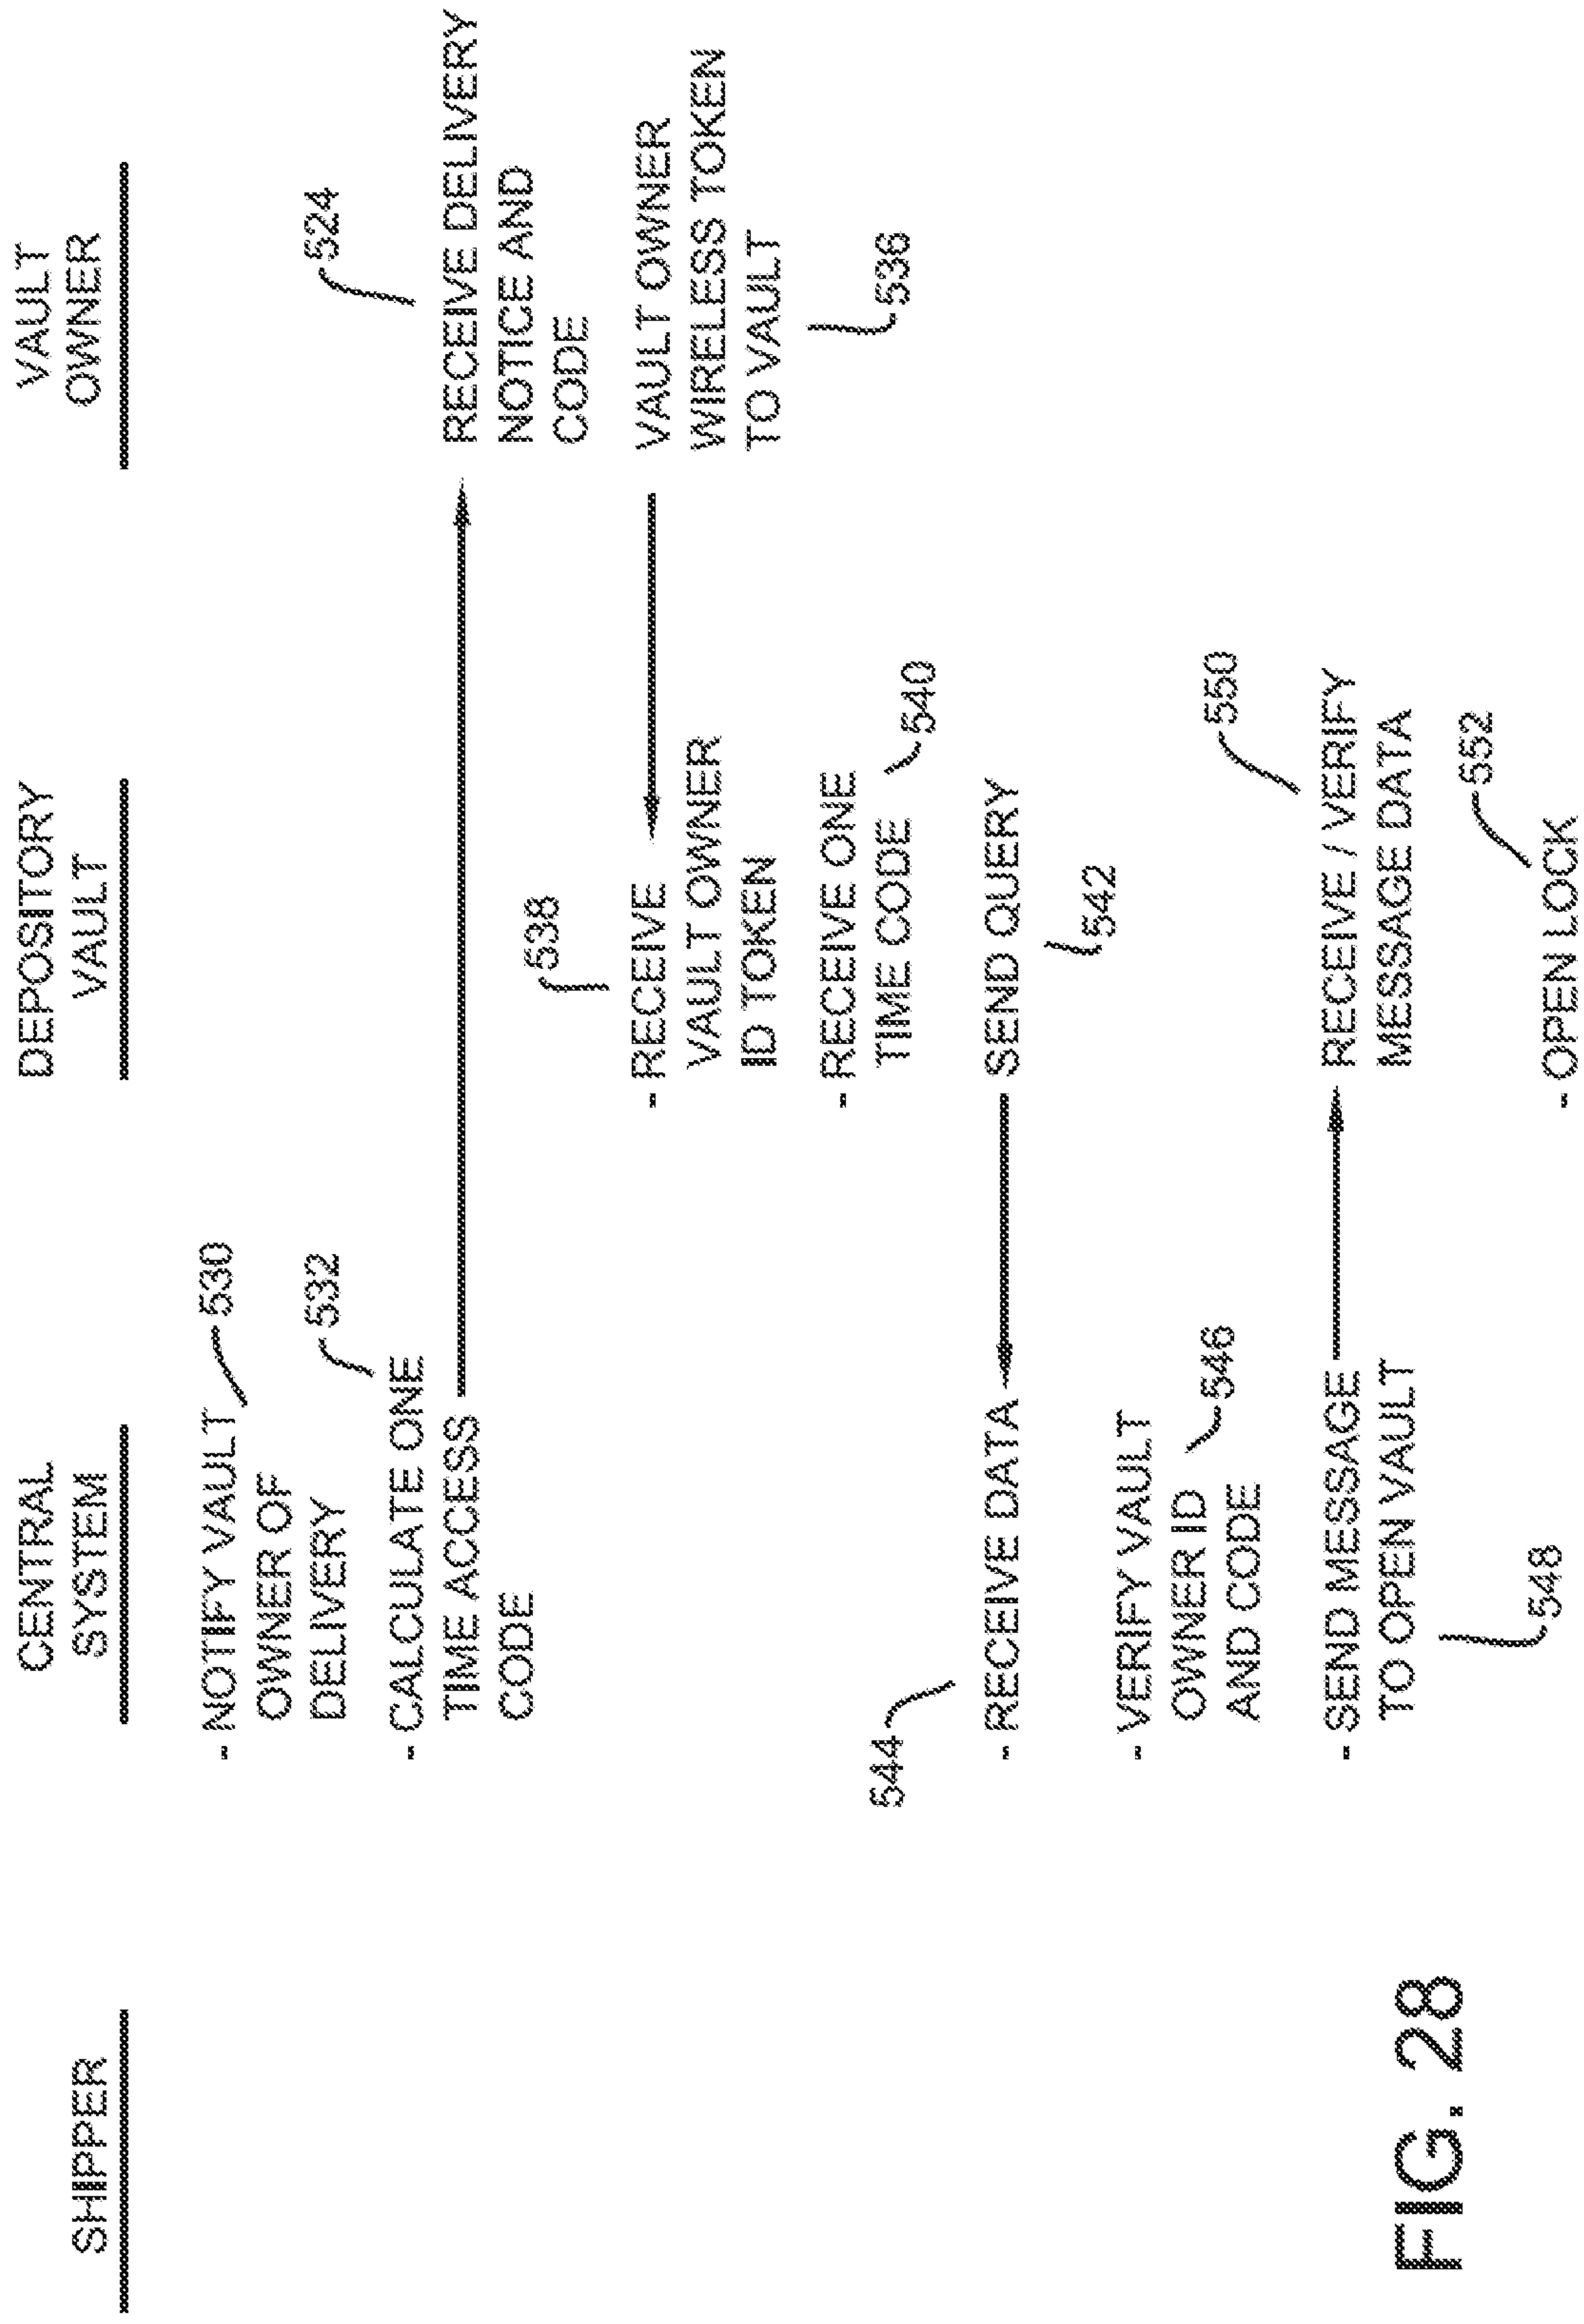 SHIPPER
CENTRAL
SYSTEM
DEPOSITORY
VAULT
VAULT
OWNER
- NOTIFY VAULT
OWNER OF
DELIVERY
530
- CALCULATE ONE
TIME ACCESS
CODE
532
524
RECEIVE DELIVERY
NOTICE AND
CODE
VAULT OWNER
WIRELESS TOKEN
TO VAULT
536
538
- RECEIVE
VAULT OWNER
ID TOKEN
- RECEIVE ONE
TIME CODE
540
- SEND QUERY
542
544
- RECEIVE DATA
- VERIFY VAULT
OWNER ID
AND CODE
546
- SEND MESSAGE
TO OPEN VAULT
548
550
- RECEIVE / VERIFY
MESSAGE DATA
552
- OPEN LOCK
FIG. 28